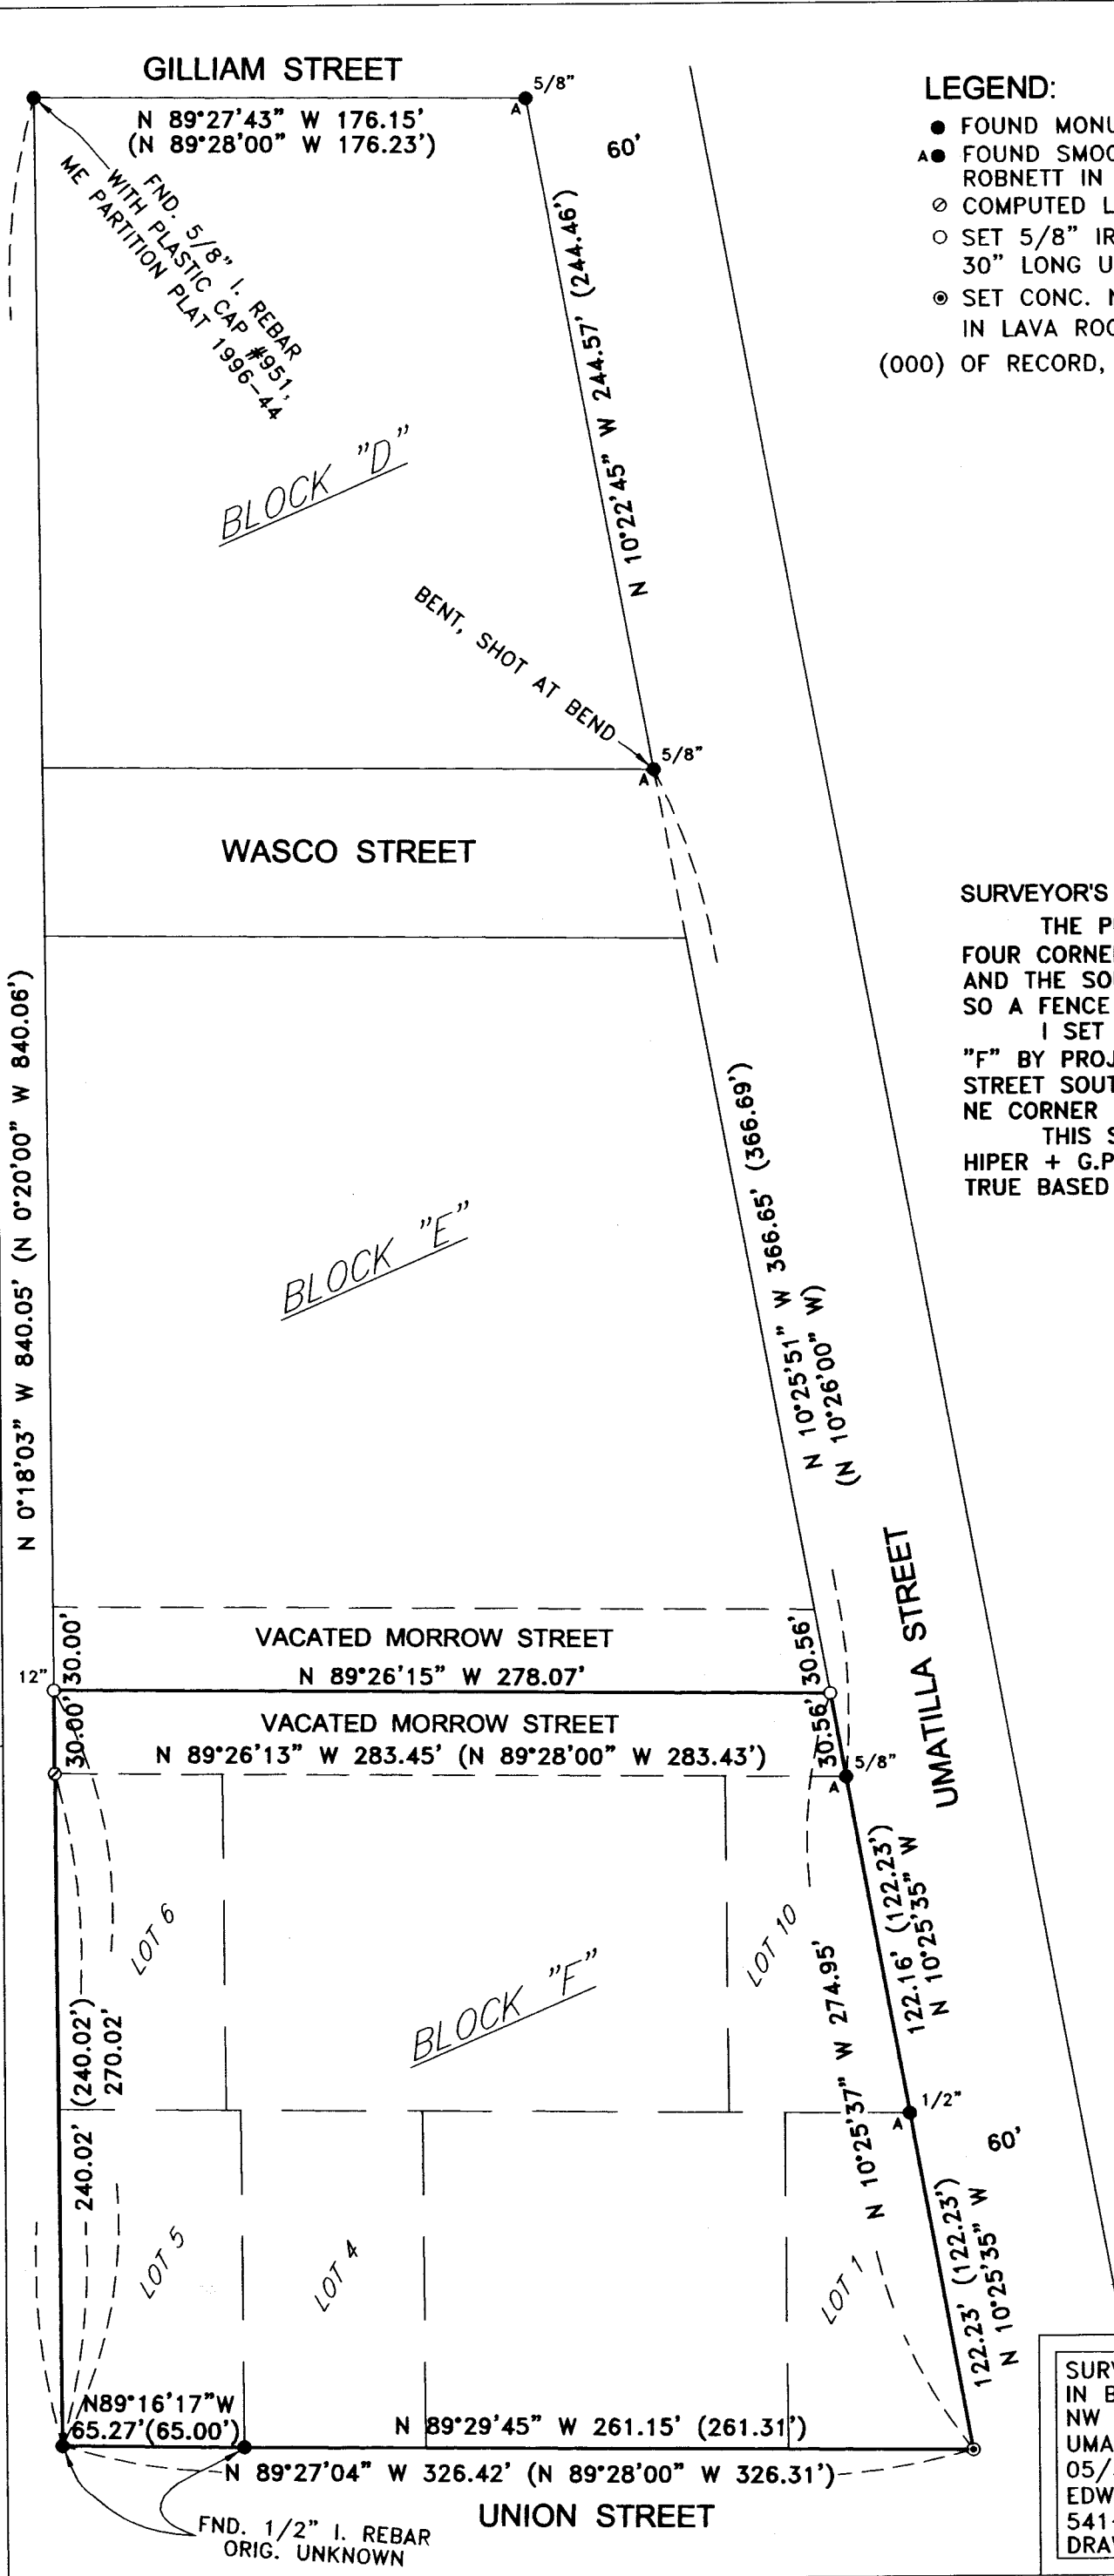 GILLIAM STREET
N 89°27'43" W 176.15'
(N 89°28'00" W 176.23')
5/8"
A
60'
FND. 5/8" I. REBAR
WITH PLASTIC CAP #951,
ME PARTITION PLAT 1996-44
N 10°22'45" W 244.57' (244.46')
BLOCK "D"
BENT, SHOT AT BEND
5/8"
A
WASCO STREET
LEGEND:
● FOUND MONU
A● FOUND SMOO
ROBNETT IN
COMPUTED L
○ SET 5/8" IR
30" LONG U
◉ SET CONC. 
IN LAVA ROC
(000) OF RECORD,
SURVEYOR'S
THE P
FOUR CORNE
AND THE SO
SO A FENCE
I SET
"F" BY PROJ
STREET SOUT
NE CORNER
THIS S
HIPER + G.P
TRUE BASED
N 0°18'03" W 840.05' (N 0°20'00" W 840.06')
BLOCK "E"
N 10°25'51" W 366.65' (366.69')
(N 10°26'00" W)
UMATILLA STREET
30.00'
VACATED MORROW STREET
30.56'
12"
N 89°26'15" W 278.07'
30.00'
VACATED MORROW STREET
30.56'
N 89°26'13" W 283.45' (N 89°28'00" W 283.43')
5/8"
A
122.16' (122.23')
N 10°25'35" W
LOT 6
LOT 10
BLOCK "F"
N 10°25'37" W 274.95'
240.02' (240.02')
270.02'
1/2"
A
60'
LOT 5
LOT 4
LOT 1
122.23' (122.23')
N 10°25'35" W
N89°16'17"W
65.27'(65.00')
N 89°29'45" W 261.15' (261.31')
N 89°27'04" W 326.42' (N 89°28'00" W 326.31')
UNION STREET
FND. 1/2" I. REBAR
ORIG. UNKNOWN
SURV
IN B
NW
UMA
05/
EDW
541-
DRA